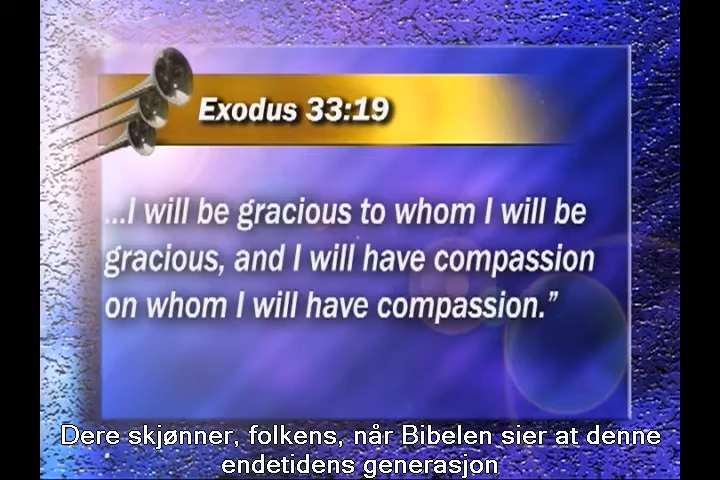 Exodus 33:19
...I will be gracious to whom I will be
gracious, and I will have compassion
on whom I will have compassion.”
Dere skjønner, folkens, når Bibelen sier at denne
endetidens generasjon